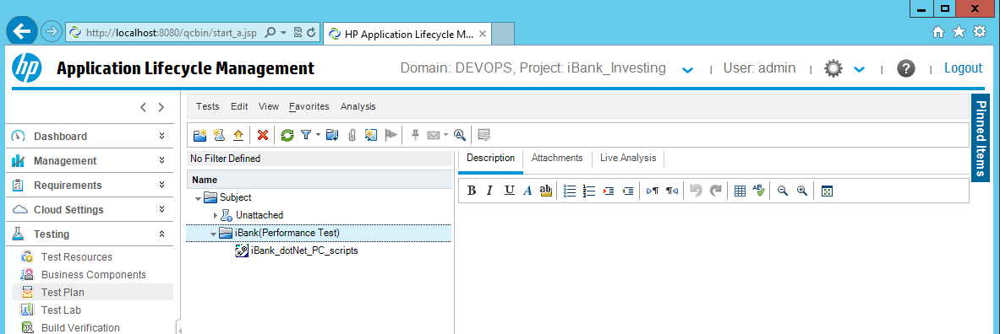 http://localhost:8080/qcbin/start_a.jsp
HP Application Lifecycle M...
hp Application Lifecycle Management
Domain: DEVOPS, Project: iBank_Investing
User: admin
?
Logout
Dashboard
Management
Requirements
Cloud Settings
Testing
Test Resources
Business Components
Test Plan
Test Lab
Build Verification
Tests Edit View Favorites Analysis
No Filter Defined
Name
Subject
Unattached
iBank(Performance Test)
iBank_dotNet_PC_scripts
Description Attachments Live Analysis
B I U A ab
Pinned Items